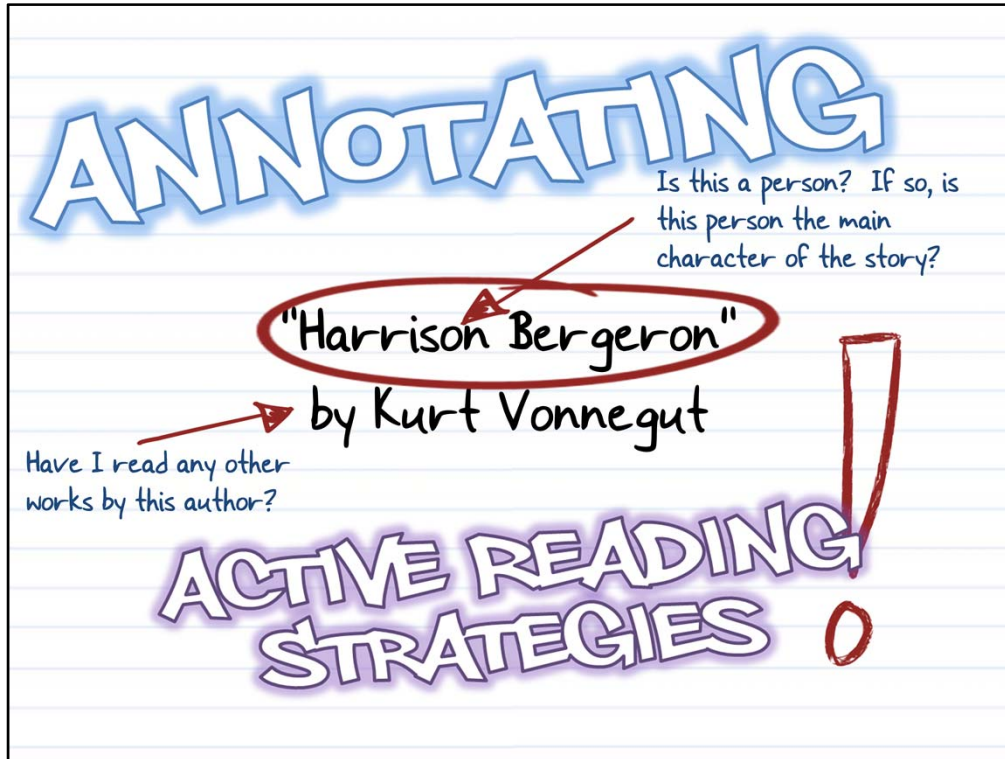 ANNOTATING
Is this a person? If so, is
this person the main
character of the story?
"Harrison Bergeron"
by Kurt Vonnegut
Have I read any other
works by this author?
ACTIVE READING
STRATEGIES
!